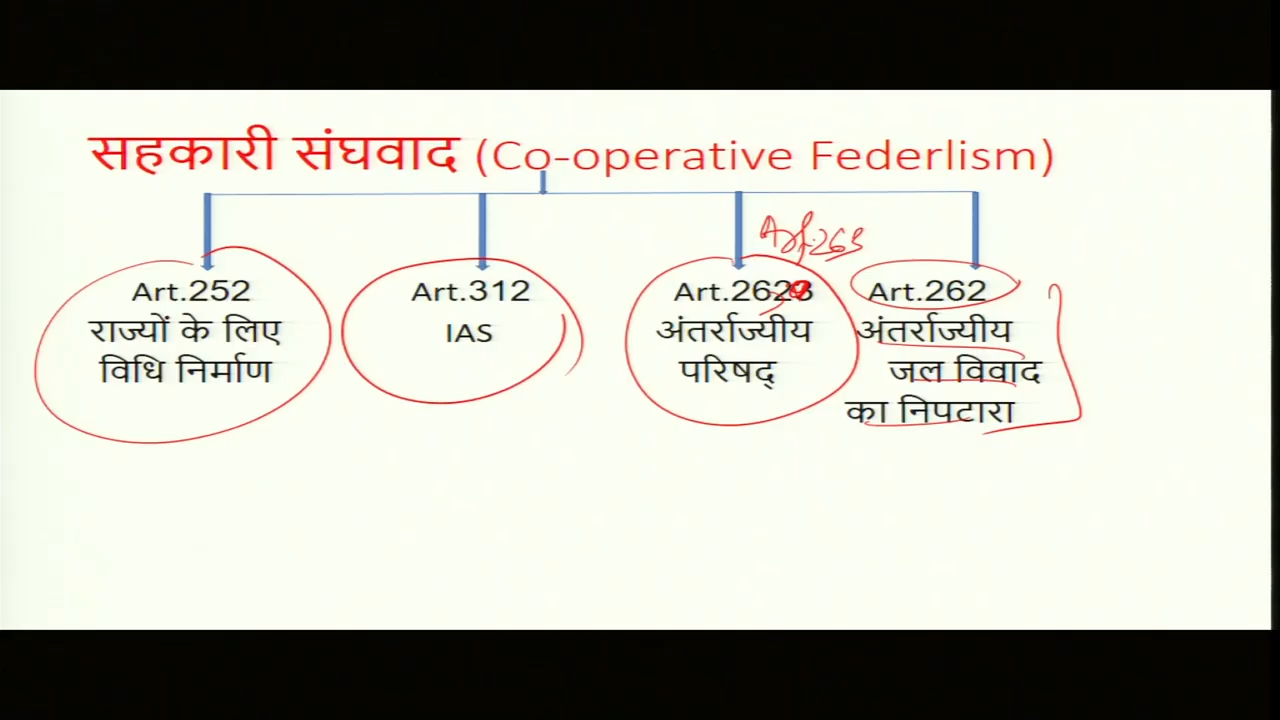 सहकारी संघवाद (Co-operative Federlism)
Art.263
Art.252
राज्यों के लिए
विधि निर्माण
Art.312
IAS
Art.2623
अंतर्राज्यीय
परिषद्
Art.262
अंतर्राज्यीय
जल विवाद
का निपटारा